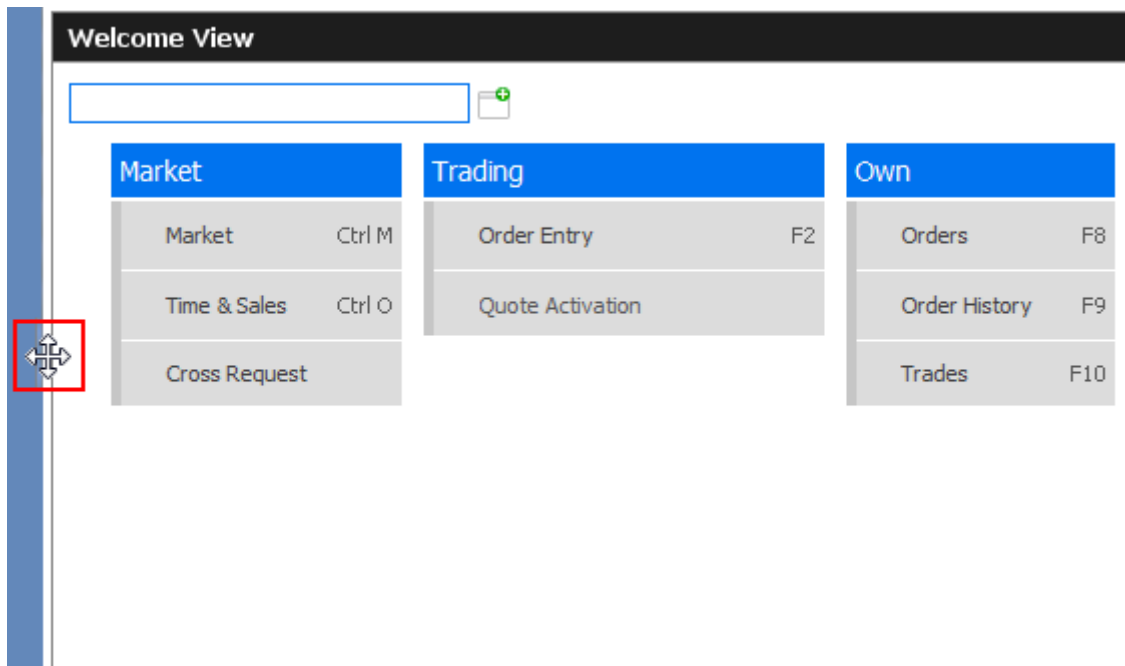 Welcome View
Market Trading Own
Market Ctrl M Order Entry F2 Orders F8
Time & Sales Ctrl O Quote Activation Order History F9
Cross Request Trades F10